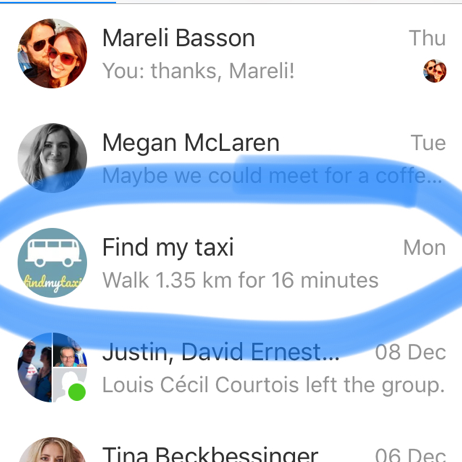 Mareli Basson
Thu
You: thanks, Mareli!
Megan McLaren
Tue
Maybe we could meet for a coffe...
Find my taxi
Mon
findmytaxi
Walk 1.35 km for 16 minutes
Justin, David Ernest...
08 Dec
Louis Cécil Courtois left the group.
Tina Beckbessinger
06 Dec